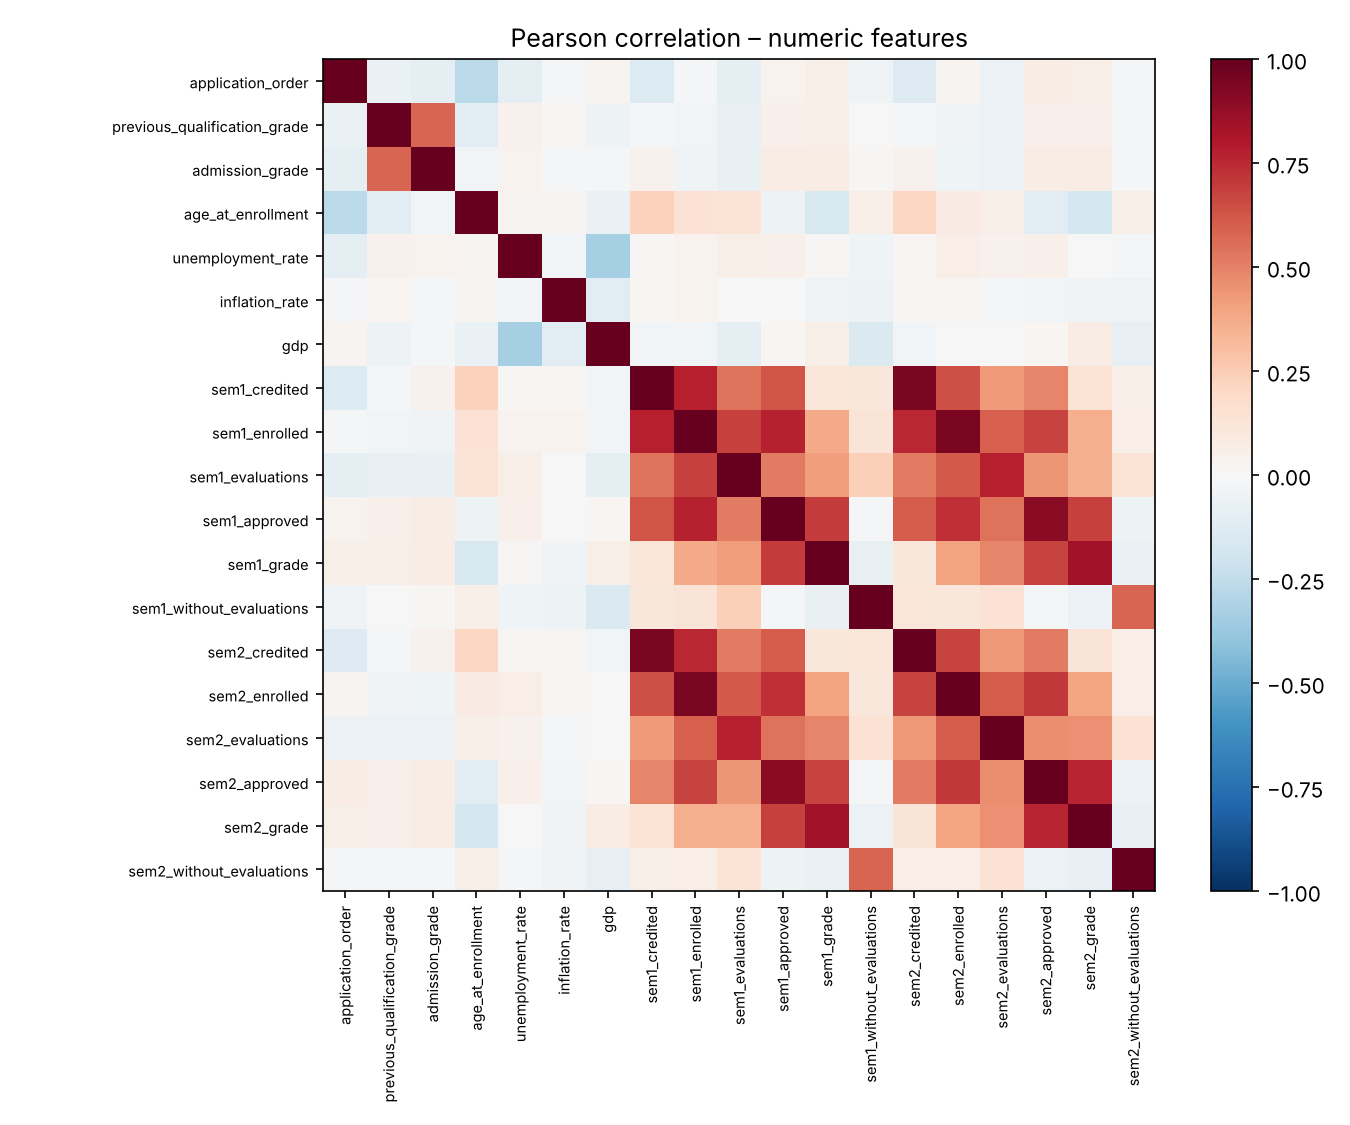 Pearson correlation – numeric features
application_order
previous_qualification_grade
admission_grade
age_at_enrollment
unemployment_rate
inflation_rate
gdp
sem1_credited
sem1_enrolled
sem1_evaluations
sem1_approved
sem1_grade
sem1_without_evaluations
sem2_credited
sem2_enrolled
sem2_evaluations
sem2_approved
sem2_grade
sem2_without_evaluations
application_order
previous_qualification_grade
admission_grade
age_at_enrollment
unemployment_rate
inflation_rate
gdp
sem1_credited
sem1_enrolled
sem1_evaluations
sem1_approved
sem1_grade
sem1_without_evaluations
sem2_credited
sem2_enrolled
sem2_evaluations
sem2_approved
sem2_grade
sem2_without_evaluations
1.00
0.75
0.50
0.25
0.00
−0.25
−0.50
−0.75
−1.00